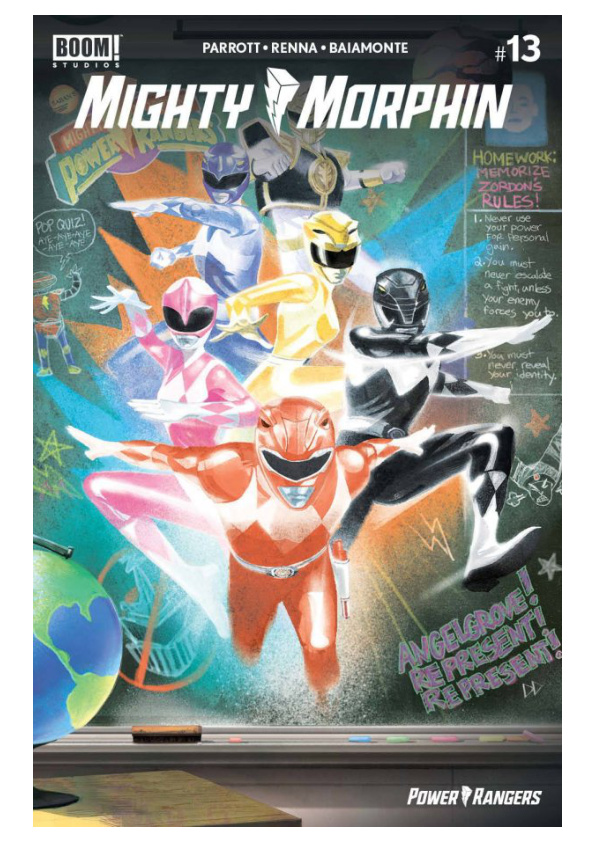 BOOM!
STUDIOS
PARROTT • RENNA • BAIAMONTE
#13
MIGHTY MORPHIN
MIGHTY
POWER RANGERS
HOMEWORK:
MEMORIZE
ZORDON'S
RULES!
1. Never use
your power
for personal
gain.
2. You must
never escalate
a fight, unless
your enemy
forces you to.
3. You must
never reveal
your identity.
POP QUIZ!
AYE-AYE-AYE
-AYE-AYE!
ANGELGROVE!
REPRESENT!
REPRESENT!
POWER RANGERS